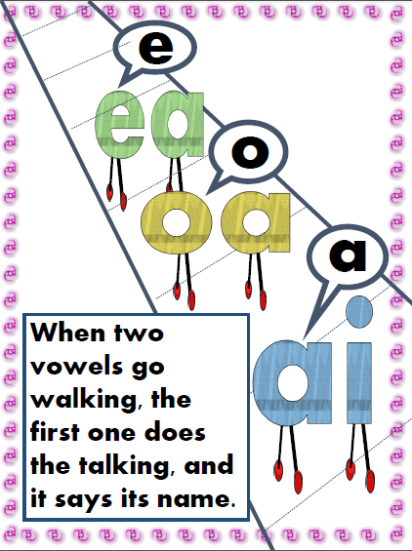 e
ea
o
oa
a
ai
When two
vowels go
walking, the
first one does
the talking, and
it says its name.